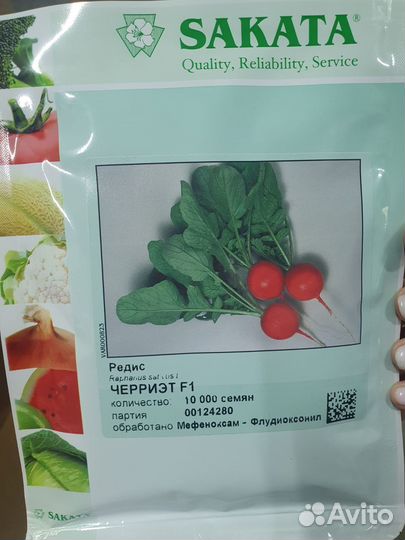 SAKATA®
Quality, Reliability, Service
VAR000823
Редис
Raphanus sativus l
ЧЕРРИЭТ F1
количество: 10 000 семян
партия 00124280
обработано Мефеноксам - Флудиоксонил
SAKATA
Avito